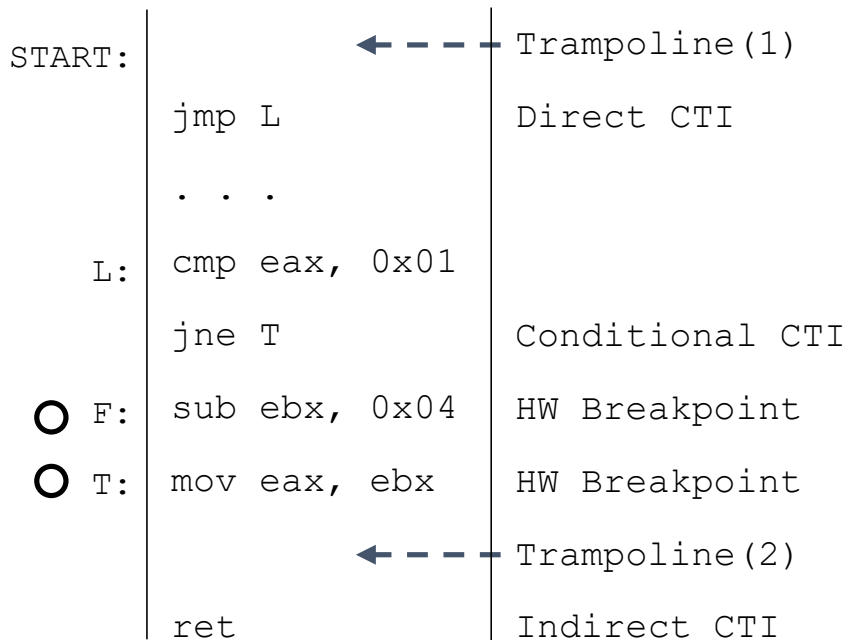 START: Trampoline(1)
jmp L Direct CTI
. . .
L: cmp eax, 0x01
jne T Conditional CTI
F: sub ebx, 0x04 HW Breakpoint
T: mov eax, ebx HW Breakpoint
Trampoline(2)
ret Indirect CTI